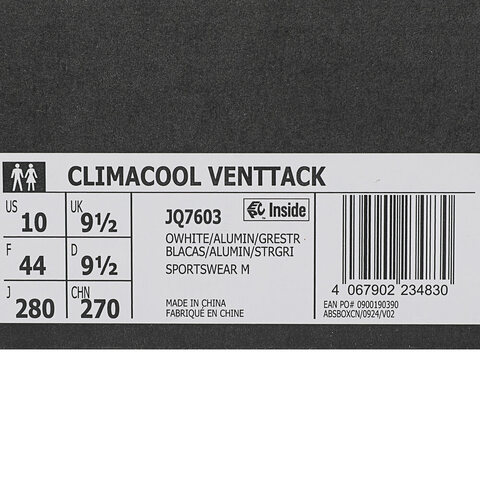 CLIMACOOL VENTTACK
US 10 UK 9½
F 44 D 9½
J 280 CHN 270
JQ7603 Inside
OWHITE/ALUMIN/GRESTR
BLACAS/ALUMIN/STRGRI
SPORTSWEAR M
MADE IN CHINA
FABRIQUÉ EN CHINE
4 067902 234830
EAN PO# 0900190390
ABSBOXCN/0924/V02